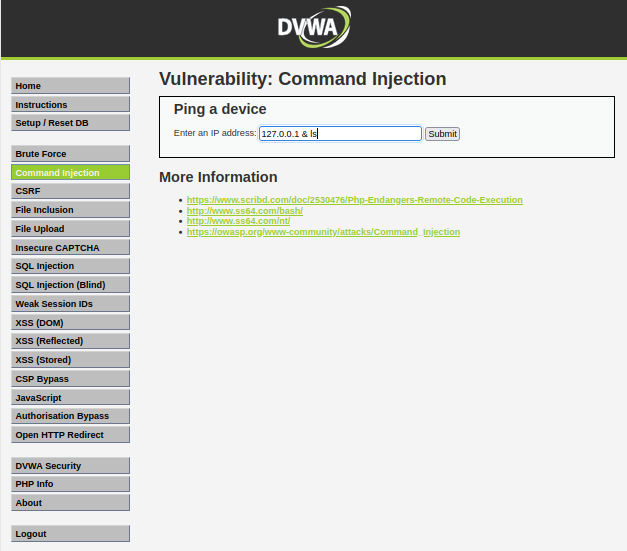 DVWA
Home
Instructions
Setup / Reset DB
Brute Force
Command Injection
CSRF
File Inclusion
File Upload
Insecure CAPTCHA
SQL Injection
SQL Injection (Blind)
Weak Session IDs
XSS (DOM)
XSS (Reflected)
XSS (Stored)
CSP Bypass
JavaScript
Authorisation Bypass
Open HTTP Redirect
DVWA Security
PHP Info
About
Logout
Vulnerability: Command Injection
Ping a device
Enter an IP address: 127.0.0.1 & ls Submit
More Information
https://www.scribd.com/doc/2530476/Php-Endangers-Remote-Code-Execution
http://www.ss64.com/bash/
http://www.ss64.com/nt/
https://owasp.org/www-community/attacks/Command_Injection